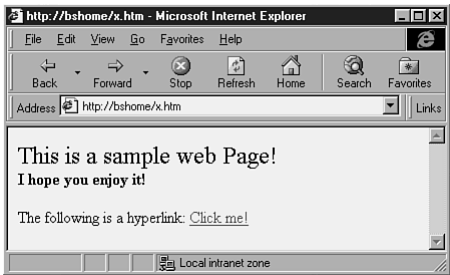 http://bshome/x.htm - Microsoft Internet Explorer
File Edit View Go Favorites Help
Back Forward Stop Refresh Home Search Favorites
Address http://bshome/x.htm Links
This is a sample web Page!
I hope you enjoy it!
The following is a hyperlink: Click me!
Local intranet zone